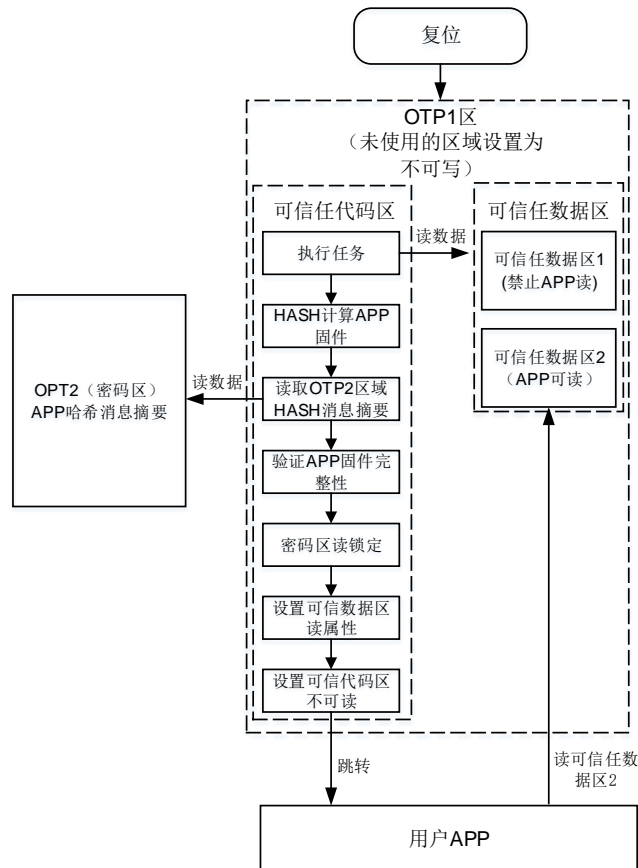 复位
OTP1区
（未使用的区域设置为
不可写）
可信任代码区
可信任数据区
执行任务
读数据
可信任数据区1
(禁止APP读)
HASH计算APP
固件
可信任数据区2
（APP可读）
读数据
读取OTP2区域
HASH消息摘要
OPT2（密码区）
APP哈希消息摘要
验证APP固件完
整性
密码区读锁定
设置可信数据区
读属性
设置可信代码区
不可读
跳转
读可信任数
据区2
用户APP